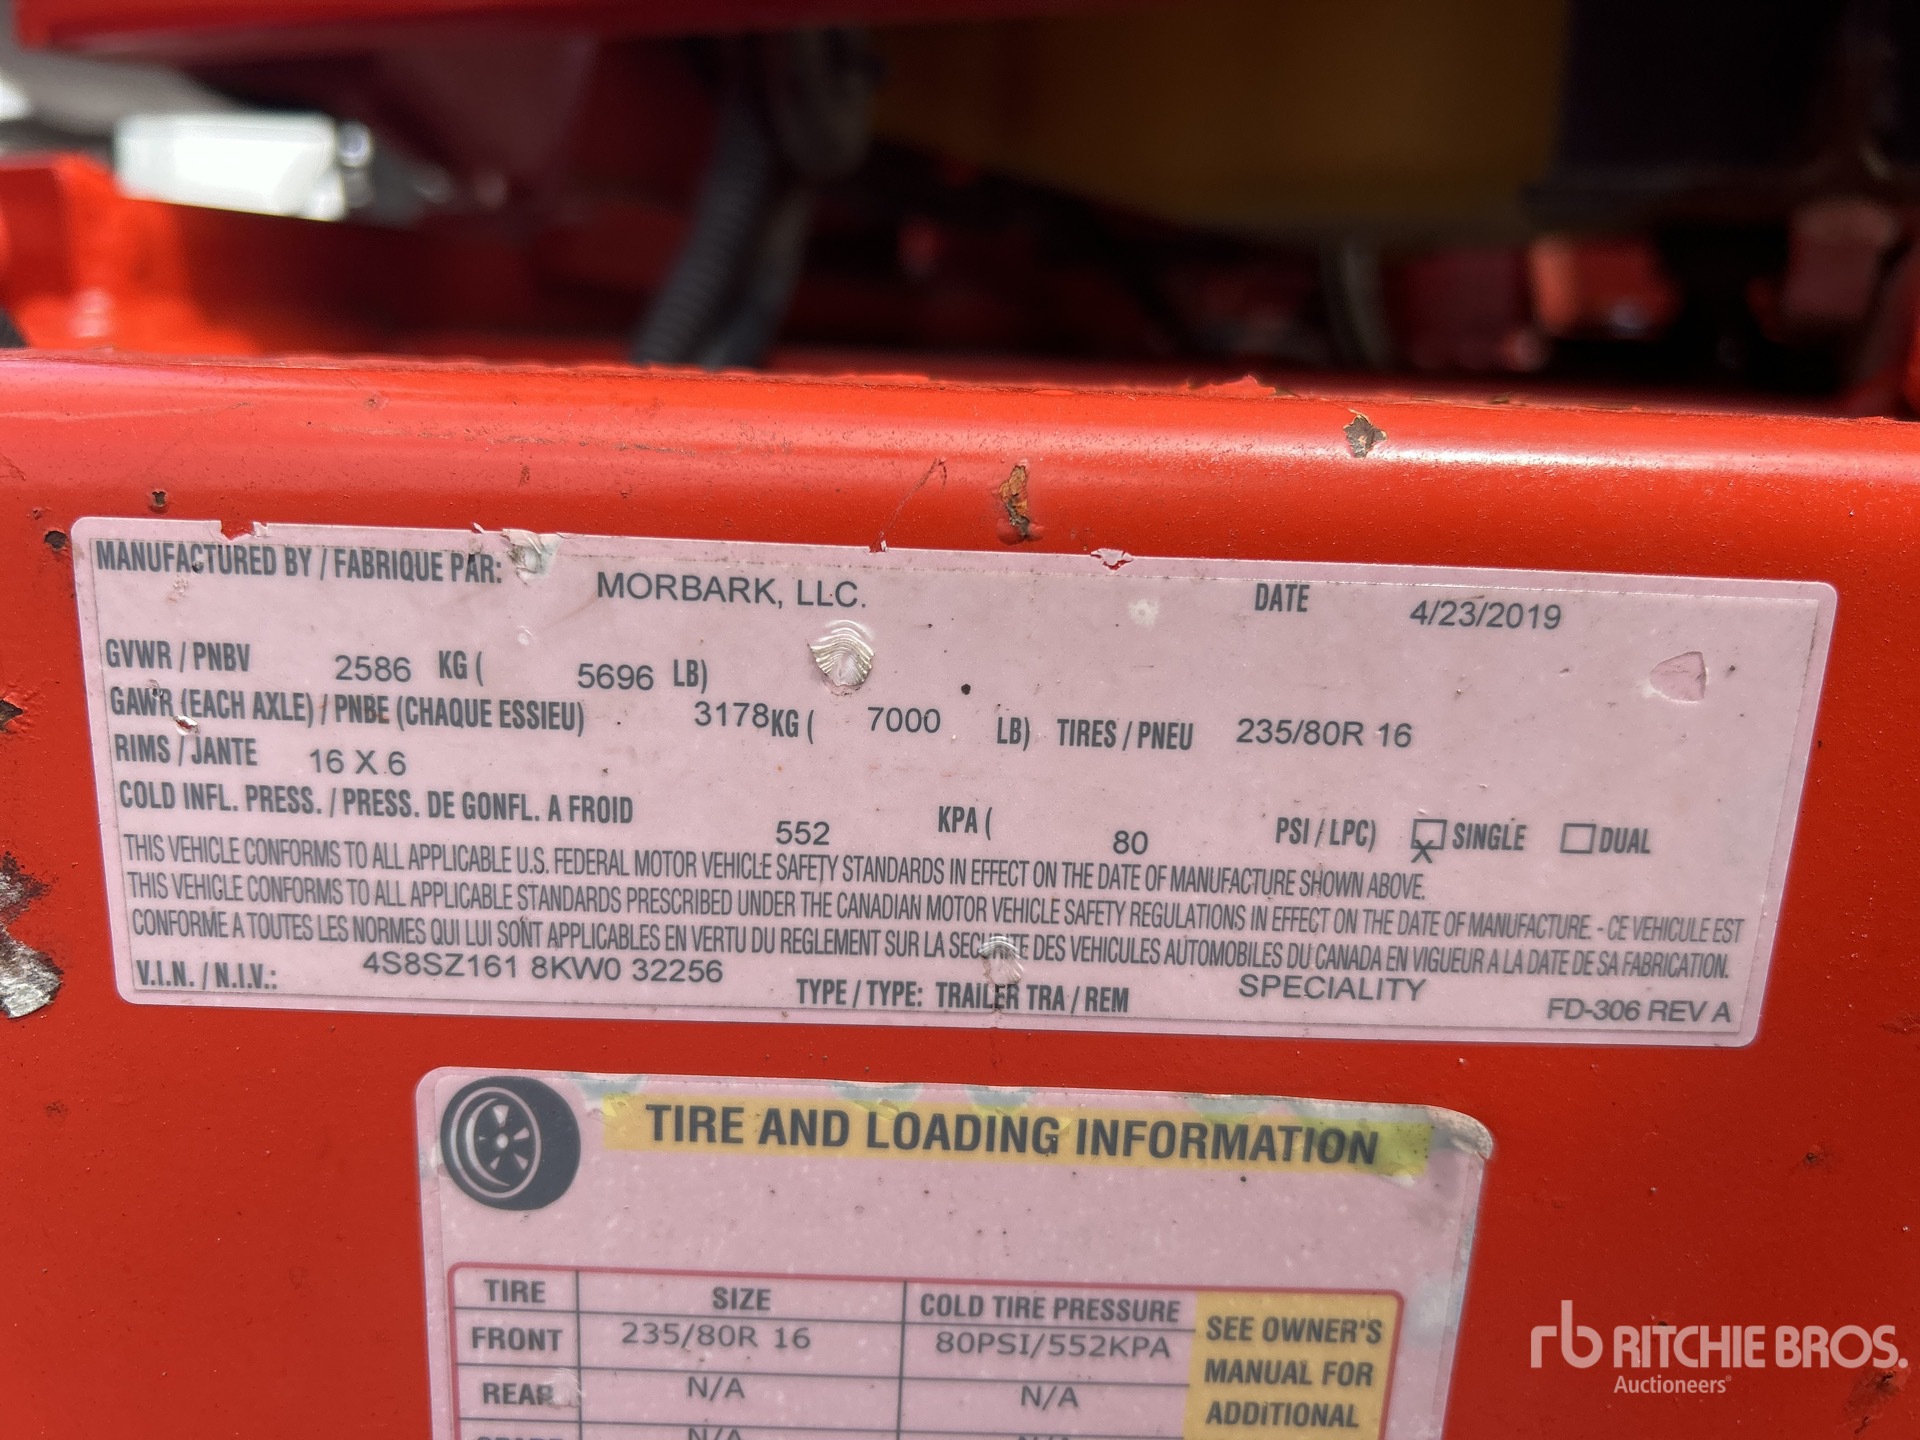 MANUFACTURED BY / FABRIQUE PAR: MORBARK, LLC. DATE 4/23/2019
GVWR / PNBV 2586 KG ( 5696 LB)
GAWR (EACH AXLE) / PNBE (CHAQUE ESSIEU) 3178 KG ( 7000 LB) TIRES / PNEU 235/80R 16
RIMS / JANTE 16 X 6
COLD INFL. PRESS. / PRESS. DE GONFL. A FROID 552 KPA ( 80 PSI / LPC) X SINGLE DUAL
THIS VEHICLE CONFORMS TO ALL APPLICABLE U.S. FEDERAL MOTOR VEHICLE SAFETY STANDARDS IN EFFECT ON THE DATE OF MANUFACTURE SHOWN ABOVE.
THIS VEHICLE CONFORMS TO ALL APPLICABLE STANDARDS PRESCRIBED UNDER THE CANADIAN MOTOR VEHICLE SAFETY REGULATIONS IN EFFECT ON THE DATE OF MANUFACTURE. - CE VEHICULE EST
CONFORME A TOUTES LES NORMES QUI LUI SONT APPLICABLES EN VERTU DU REGLEMENT SUR LA SECURITE DES VEHICULES AUTOMOBILES DU CANADA EN VIGUEUR A LA DATE DE SA FABRICATION.
V.I.N. / N.I.V.: 4S8SZ161 8KW0 32256 TYPE / TYPE: TRAILER TRA / REM SPECIALITY FD-306 REV A
TIRE AND LOADING INFORMATION
TIRE SIZE COLD TIRE PRESSURE
FRONT 235/80R 16 80PSI/552KPA
REAR N/A N/A
N/A
SEE OWNER'S
MANUAL FOR
ADDITIONAL
rb RITCHIE BROS.
Auctioneers